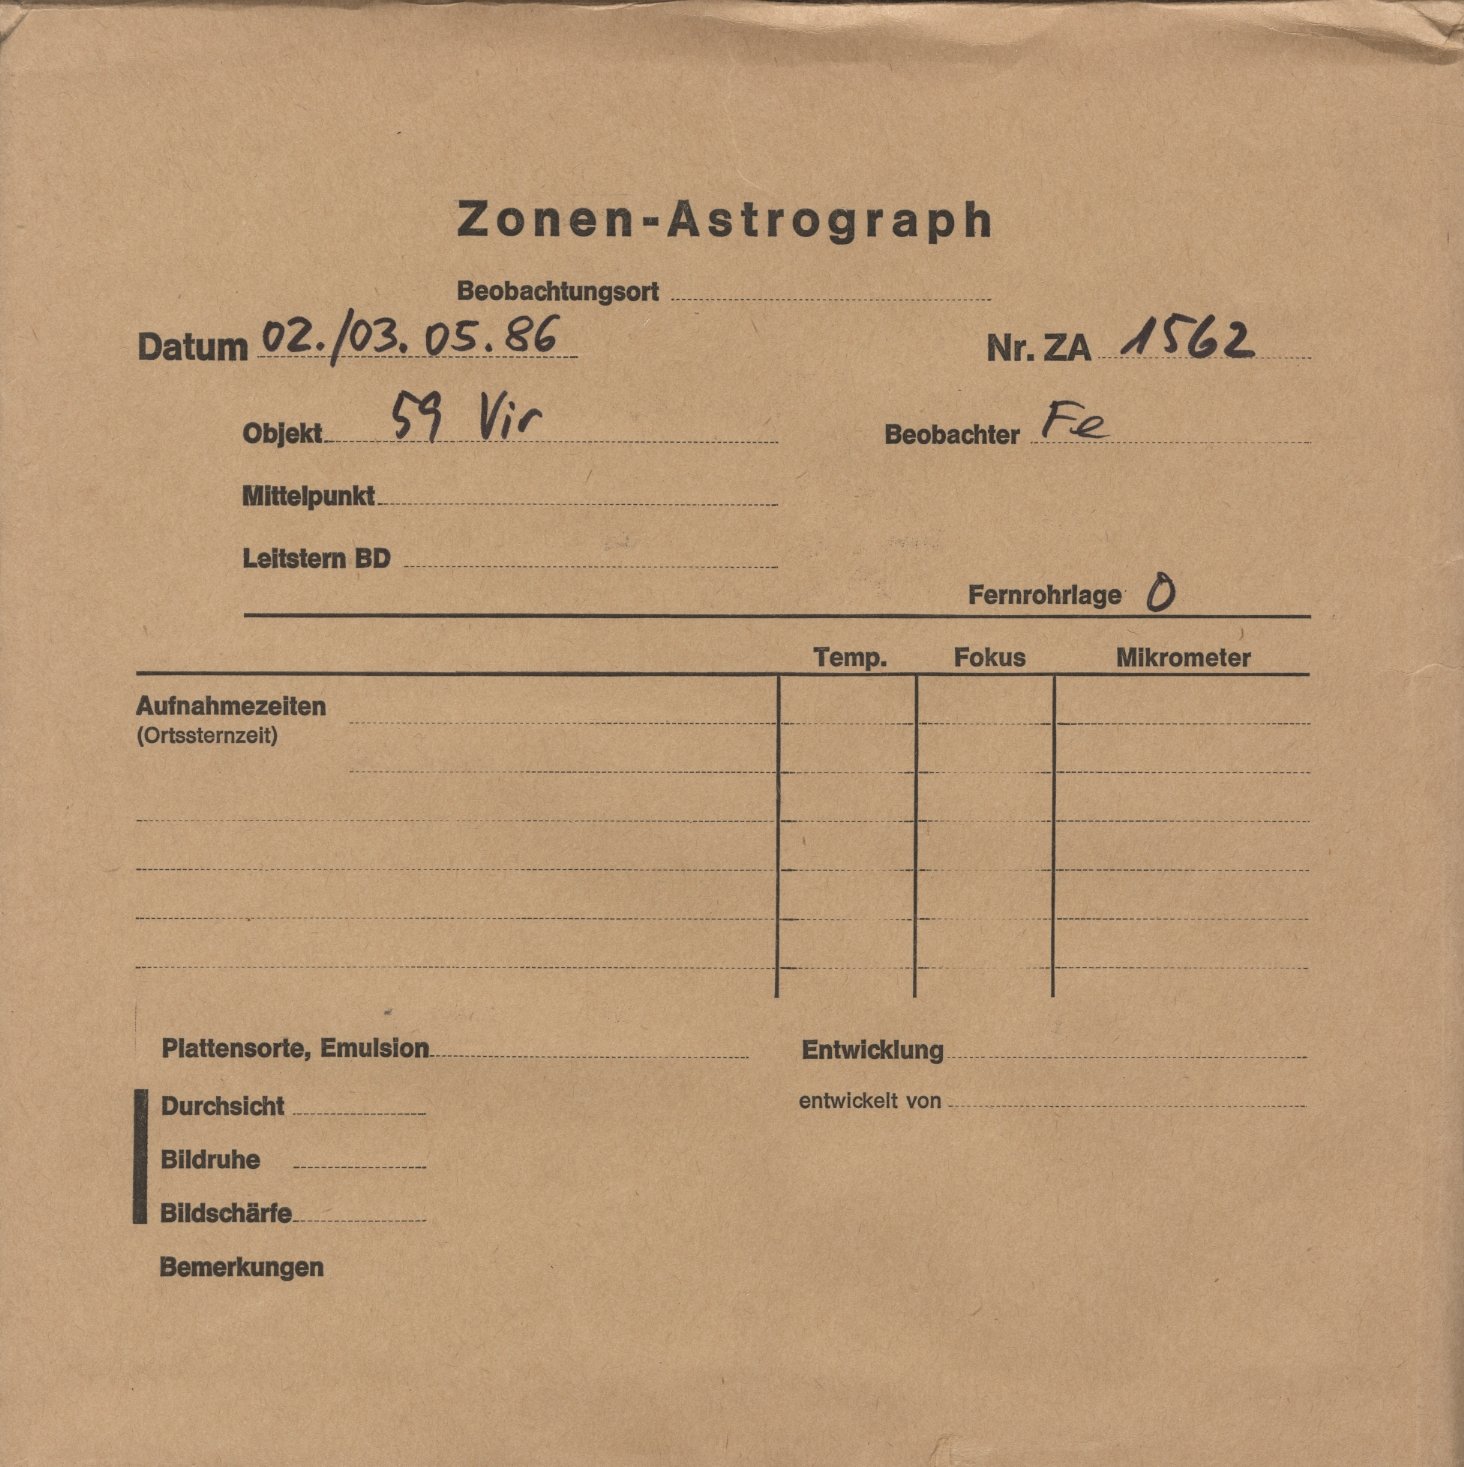 Zonen-Astrograph
Beobachtungsort
Datum 02./03. 05. 86 Nr. ZA 1562
Objekt 59 Vir Beobachter Fe
Mittelpunkt
Leitstern BD
Fernrohrlage O
Temp. Fokus Mikrometer
Aufnahmezeiten
(Ortssternzeit)
Plattensorte, Emulsion Entwicklung
Durchsicht entwickelt von
Bildruhe
Bildschärfe
Bemerkungen